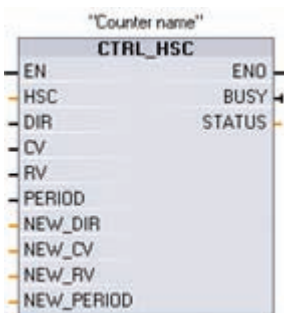 "Counter name"
CTRL_HSC
EN ENO
HSC BUSY
DIR STATUS
CV
RV
PERIOD
NEW_DIR
NEW_CV
NEW_RV
NEW_PERIOD